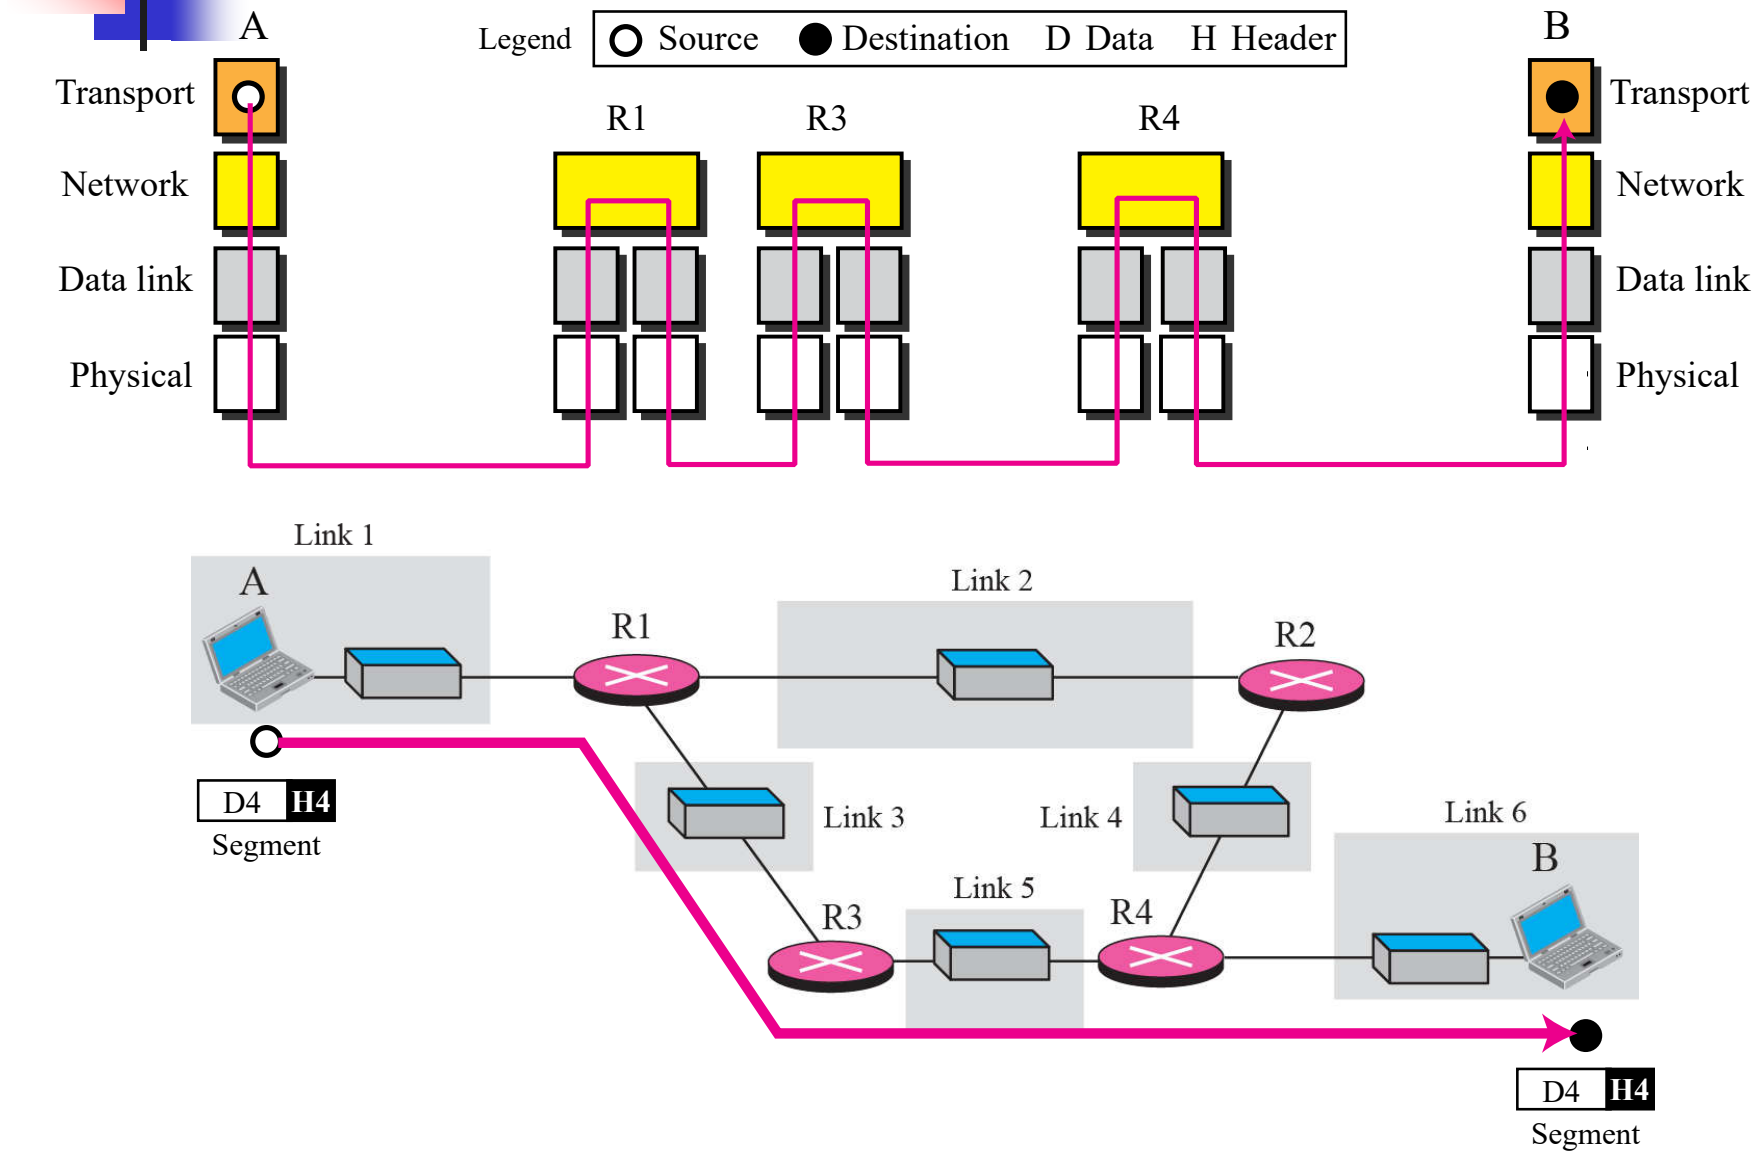 A
Legend Source Destination D Data H Header
B
Transport
Transport
R1 R3 R4
Network
Network
Data link
Data link
Physical
Physical
Link 1
A
Link 2
R1
R2
D4 H4
Segment
Link 3
Link 4
Link 6
B
Link 5
R3
R4
D4 H4
Segment